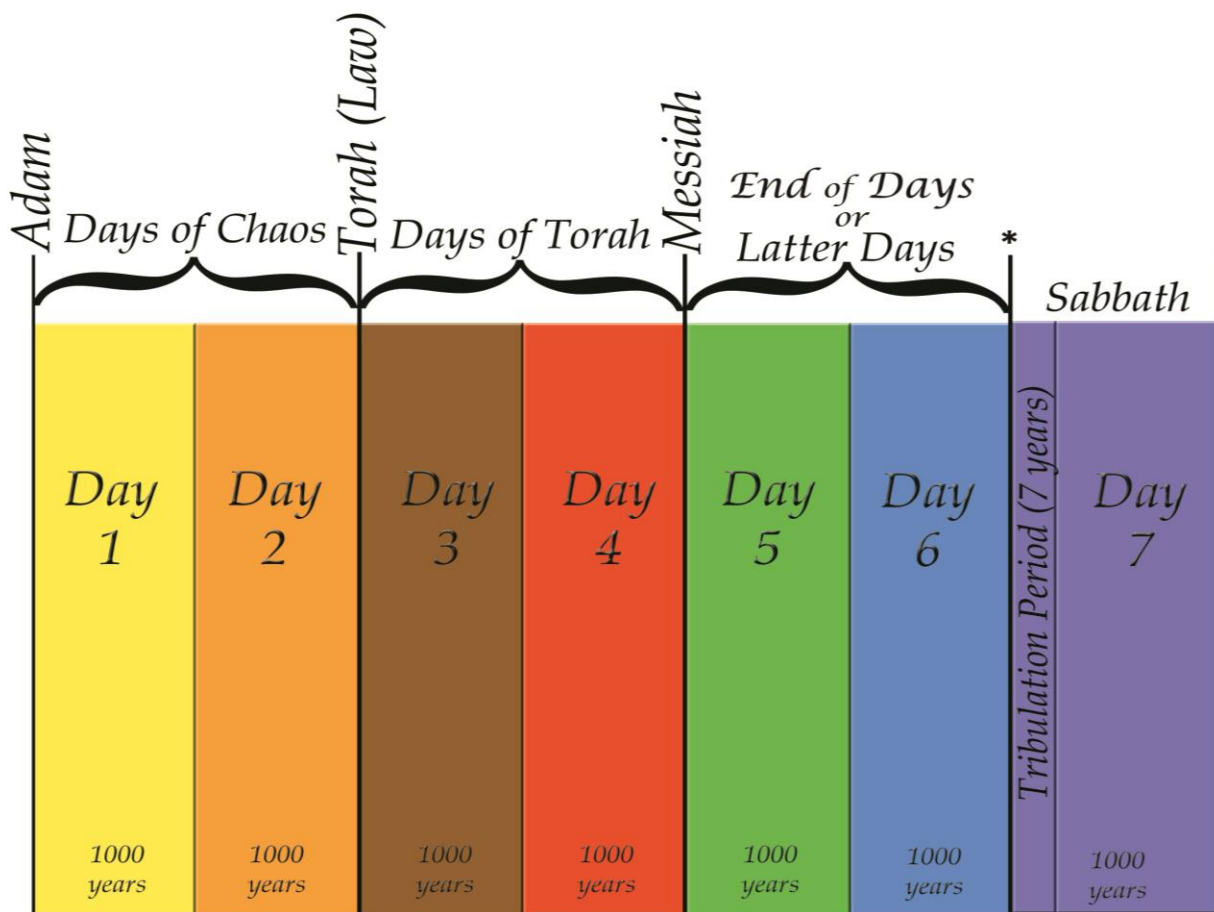 Adam
Days of Chaos
Torah (Law)
Days of Torah
Messiah
End of Days
or
Latter Days
*
Sabbath
Day
1
1000
years
Day
2
1000
years
Day
3
1000
years
Day
4
1000
years
Day
5
1000
years
Day
6
1000
years
Tribulation Period (7 years)
Day
7
1000
years